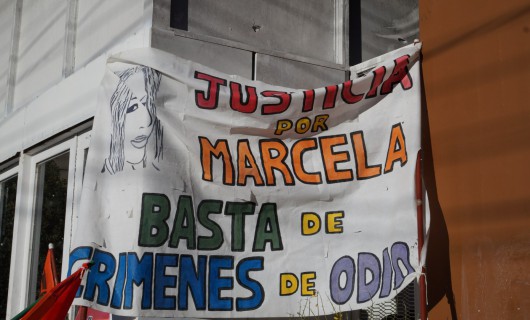 JUSTICIA
POR
MARCELA
BASTA DE
CRIMENES DE ODIO